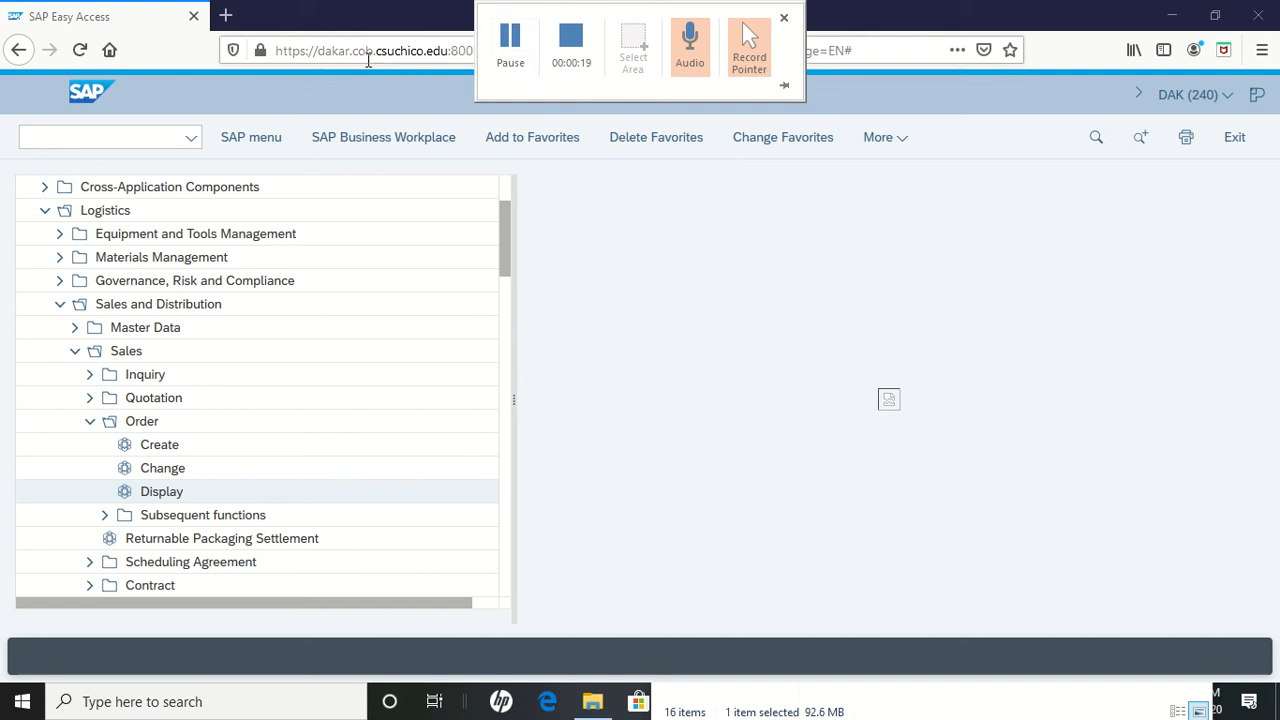 SAP SAP Easy Access
https://dakar.cob.csuchico.edu:800
ge=EN#
Pause
00:00:19
Select
Area
Audio
Record
Pointer
SAP
DAK (240)
SAP menu
SAP Business Workplace
Add to Favorites
Delete Favorites
Change Favorites
More
Exit
Cross-Application Components
Logistics
Equipment and Tools Management
Materials Management
Governance, Risk and Compliance
Sales and Distribution
Master Data
Sales
Inquiry
Quotation
Order
Create
Change
Display
Subsequent functions
Returnable Packaging Settlement
Scheduling Agreement
Contract
Type here to search
hp
16 items
1 item selected 92.6 MB
M
20